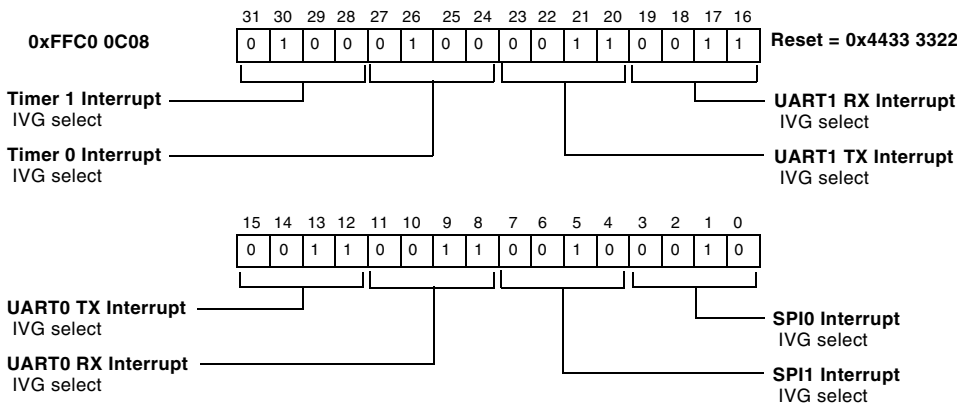 31 30 29 28 27 26 25 24 23 22 21 20 19 18 17 16
0xFFC0 0C08
0 1 0 0 0 1 0 0 0 0 1 1 0 0 1 1
Reset = 0x4433 3322
Timer 1 Interrupt
IVG select
UART1 RX Interrupt
IVG select
Timer 0 Interrupt
IVG select
UART1 TX Interrupt
IVG select
15 14 13 12 11 10 9 8 7 6 5 4 3 2 1 0
0 0 1 1 0 0 1 1 0 0 1 0 0 0 1 0
UART0 TX Interrupt
IVG select
SPI0 Interrupt
IVG select
UART0 RX Interrupt
IVG select
SPI1 Interrupt
IVG select